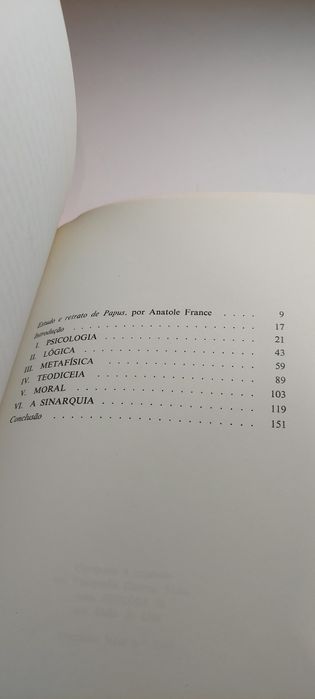 Estudo e retrato de Papus, por Anatole France . . . . 9
Introdução . . . . . . . . . . . . . . . . . . . . . . . 17
I. PSICOLOGIA . . . . . . . . . . . . . . . . . . . 21
II. LÓGICA . . . . . . . . . . . . . . . . . . . . . . 43
III. METAFÍSICA . . . . . . . . . . . . . . . . . . 59
IV. TEODICEIA . . . . . . . . . . . . . . . . . . . 89
V. MORAL . . . . . . . . . . . . . . . . . . . . . . 103
VI. A SINARQUIA . . . . . . . . . . . . . . . . . 119
Conclusão . . . . . . . . . . . . . . . . . . . . . . . 151